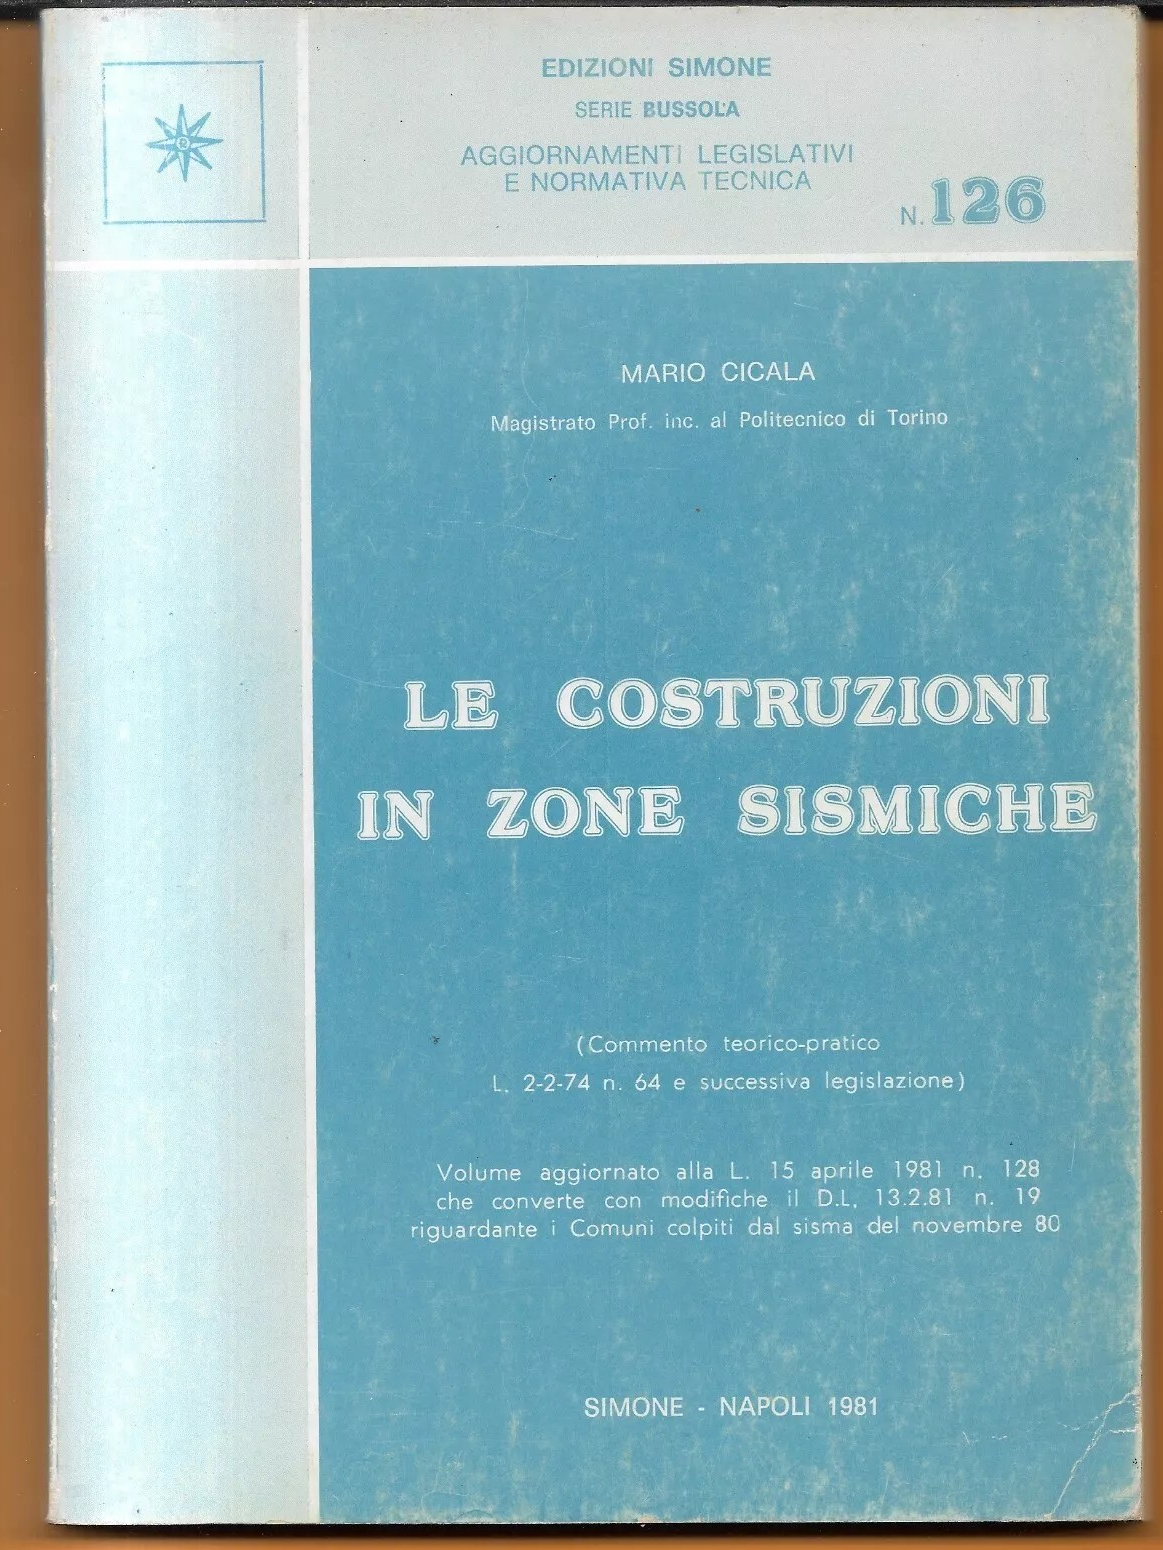 EDIZIONI SIMONE
SERIE BUSSOLA
AGGIORNAMENTI LEGISLATIVI
E NORMATIVA TECNICA
N. 126
MARIO CICALA
Magistrato Prof. inc. al Politecnico di Torino
LE COSTRUZIONI
IN ZONE SISMICHE
(Commento teorico-pratico
L. 2-2-74 n. 64 e successiva legislazione)
Volume aggiornato alla L. 15 aprile 1981 n. 128
che converte con modifiche il D.L. 13.2.81 n. 19
riguardante i Comuni colpiti dal sisma del novembre 80
SIMONE - NAPOLI 1981